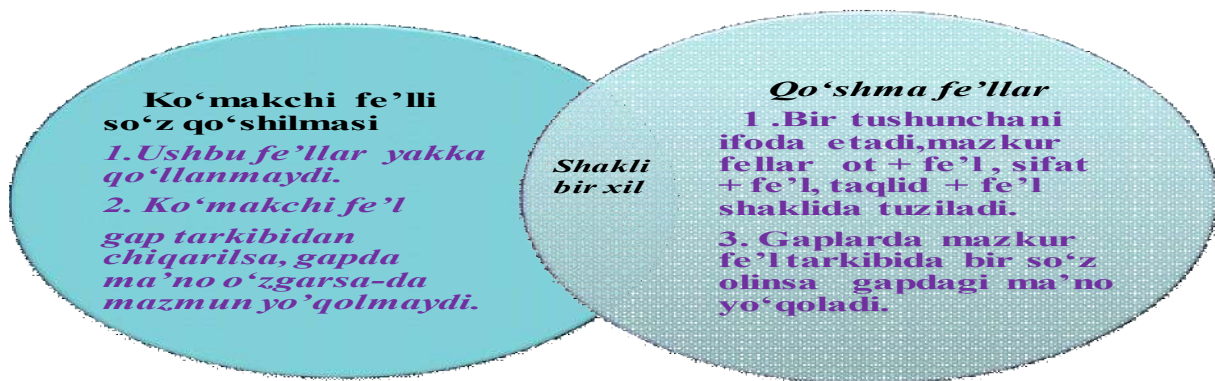 Ko‘makchi fe’lli
so‘z qo‘shilmasi
1.Ushbu fe’llar yakka
qo‘llanmaydi.
2. Ko‘makchi fe’l
gap tarkibidan
chiqarilsa, gapda
ma’no o‘zgarsa-da
mazmun yo’qolmaydi.
Shakli
bir xil
Qo‘shma fe’llar
1 .Bir tushunchani
ifoda etadi,mazkur
fellar ot + fe’l , sifat
+ fe’l, taqlid + fe’l
shaklida tuziladi.
3. Gaplarda mazkur
fe’l tarkibida bir so‘z
olinsa gapdagi ma’no
yo‘qoladi.